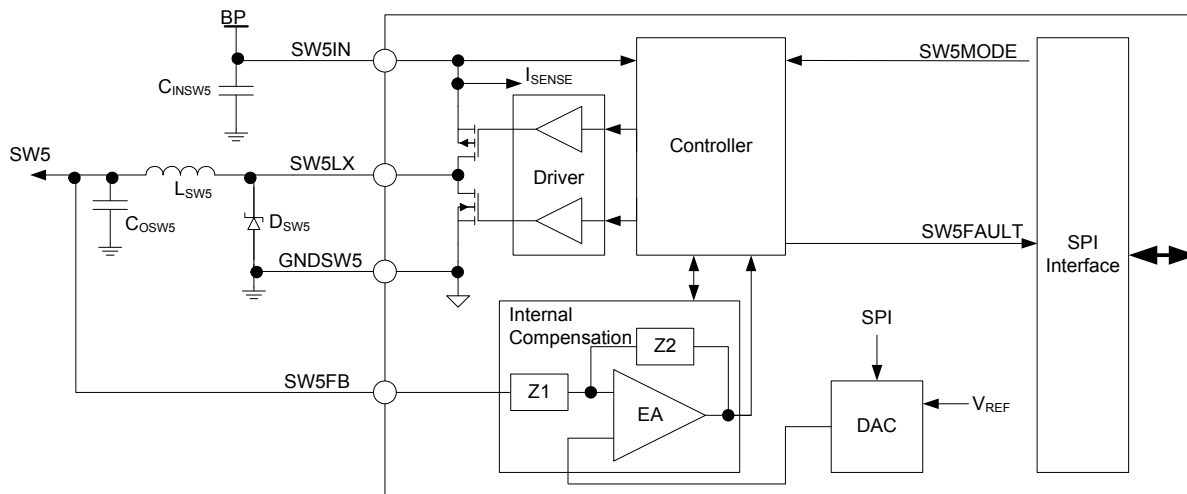 BP
SW5IN
SW5MODE
CINSW5
ISENSE
Controller
SW5
SW5LX
Driver
LSW5
COSW5
DSW5
SW5FAULT
SPI
Interface
GNDSW5
Internal
Compensation
SPI
Z2
SW5FB
Z1
EA
DAC
VREF